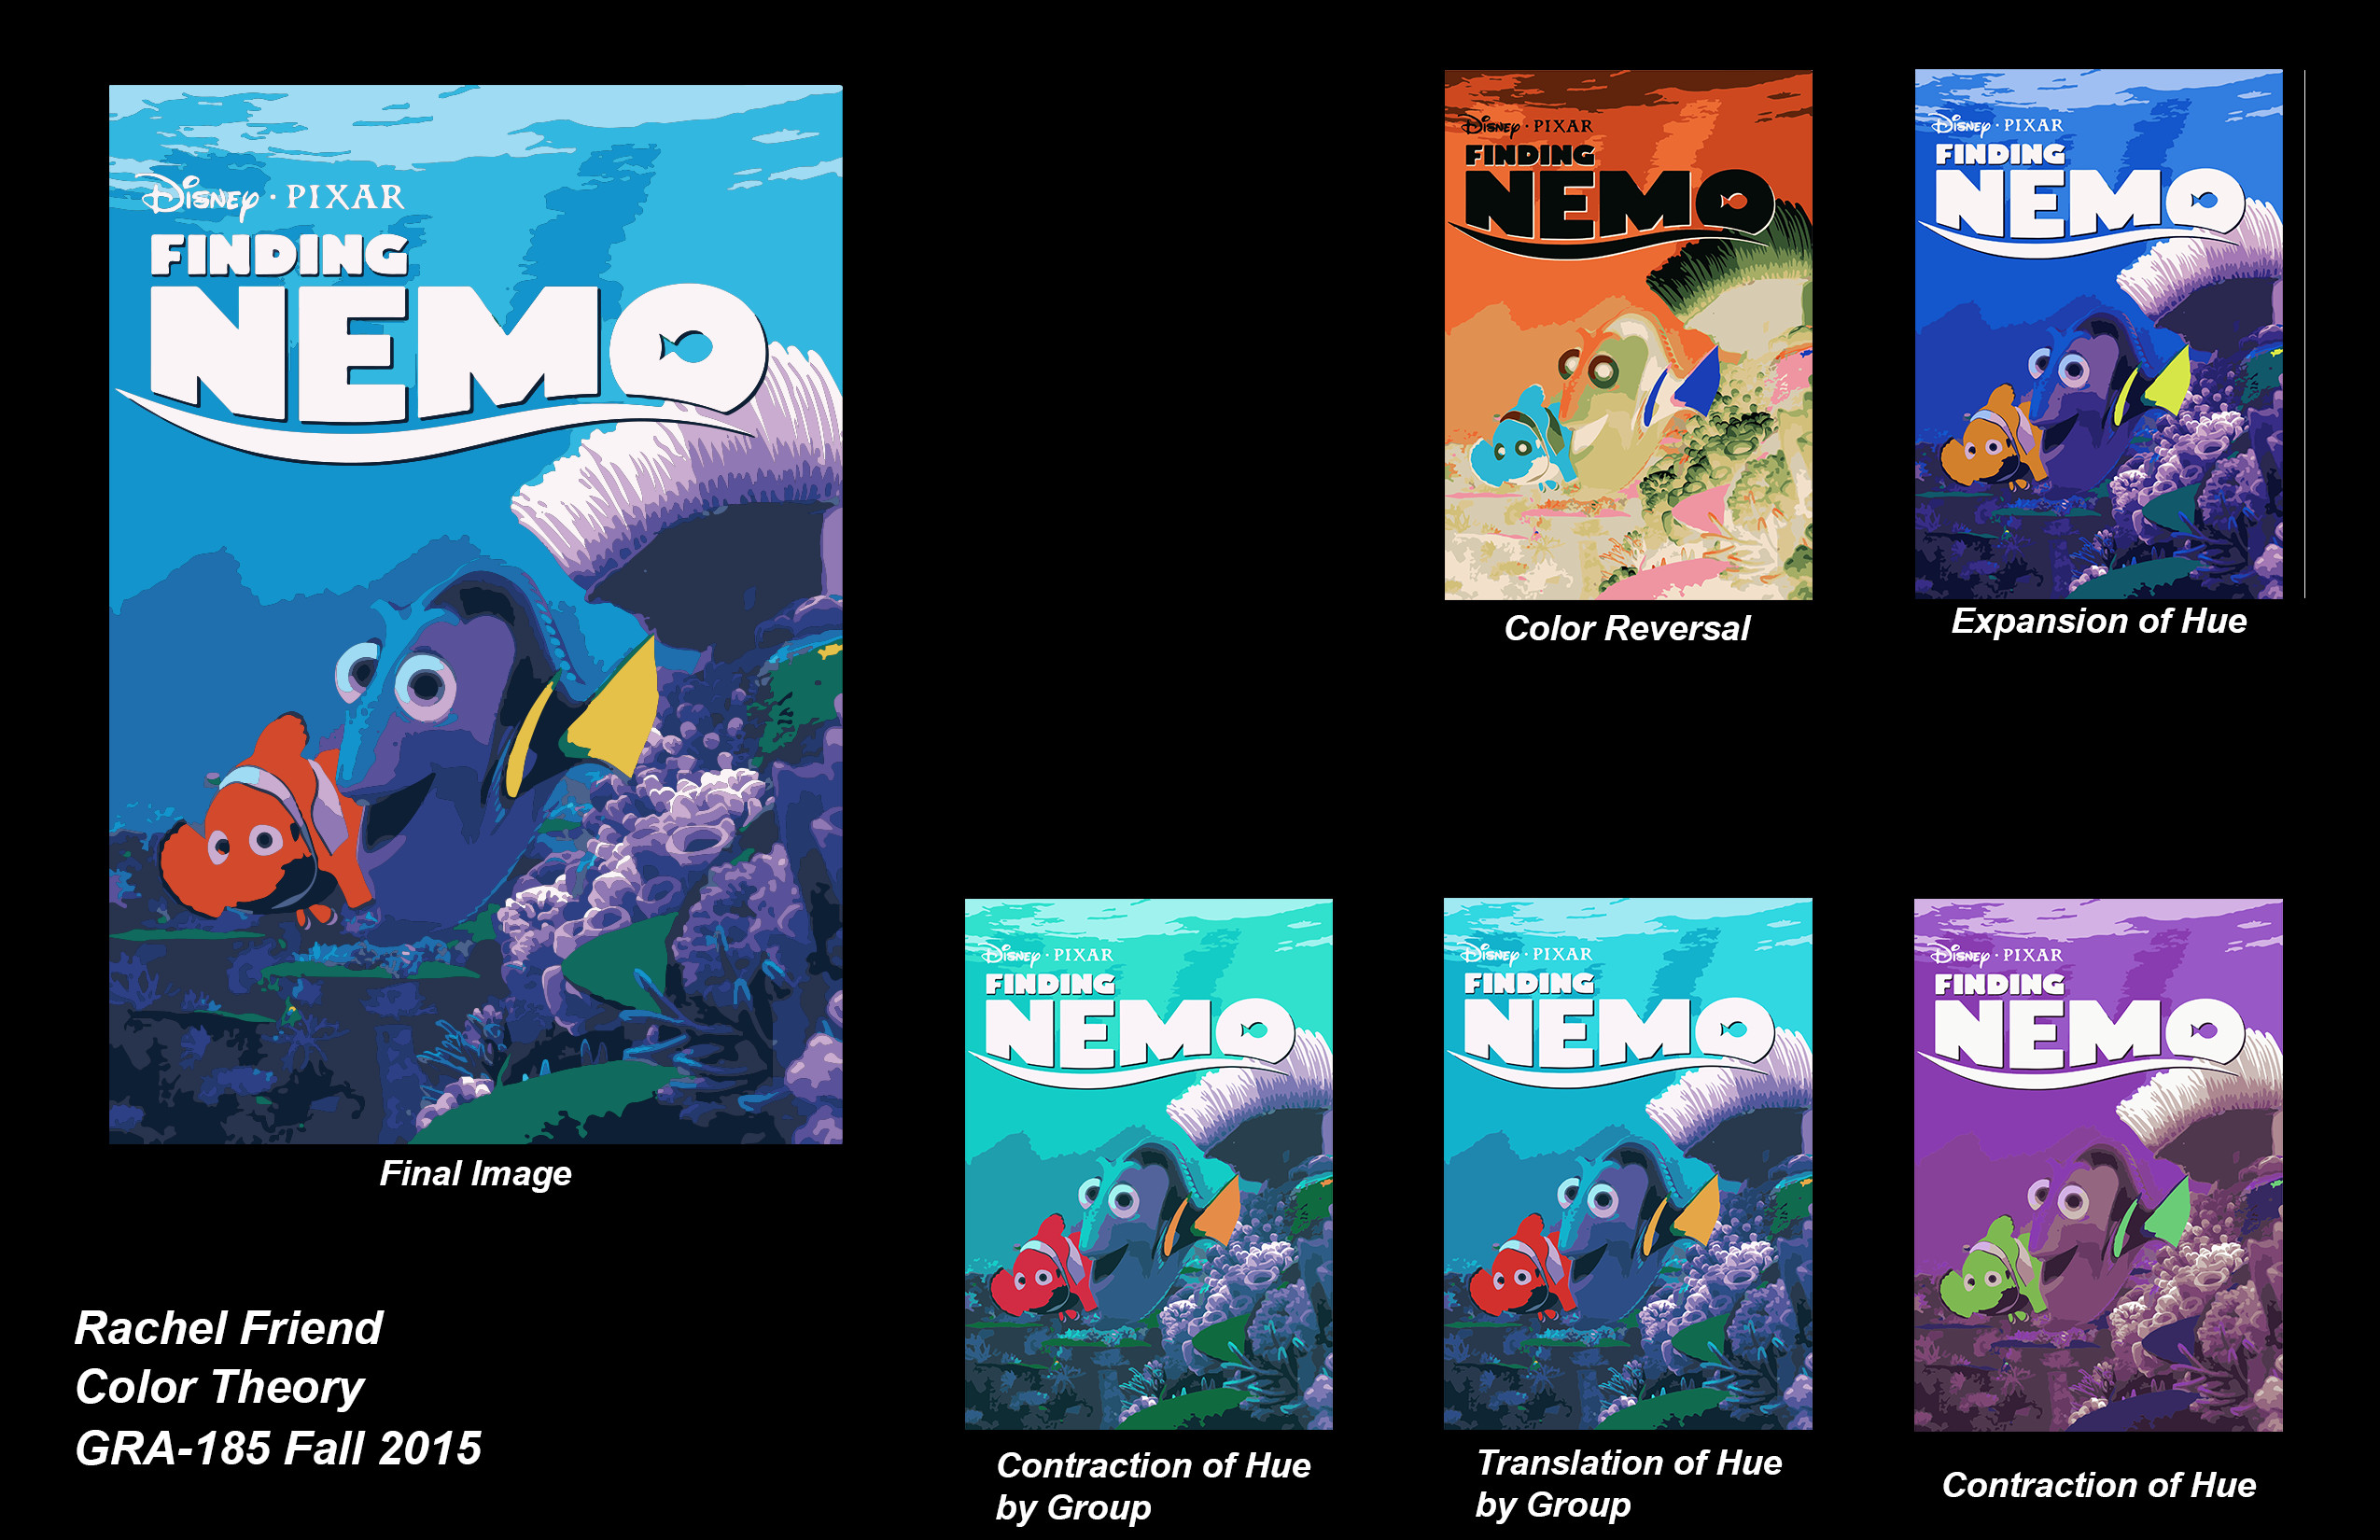 Disney · PIXAR
FINDING
NEMO
Final Image
Disney · PIXAR
FINDING
NEMO
Color Reversal
Disney · PIXAR
FINDING
NEMO
Expansion of Hue
Disney · PIXAR
FINDING
NEMO
Contraction of Hue
by Group
Disney · PIXAR
FINDING
NEMO
Translation of Hue
by Group
Disney · PIXAR
FINDING
NEMO
Contraction of Hue
Rachel Friend
Color Theory
GRA-185 Fall 2015